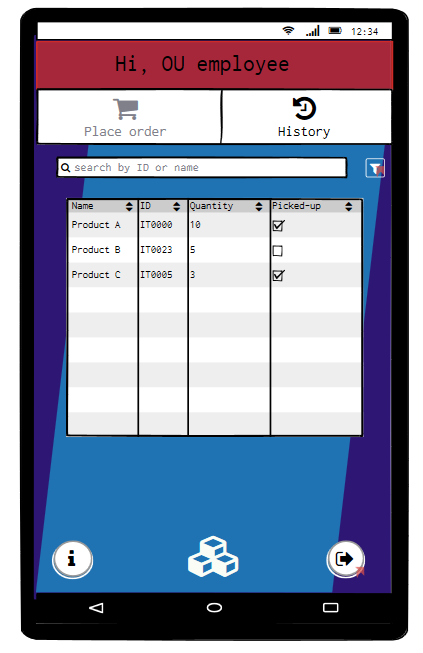 12:34
Hi, OU employee
Place order
History
search by ID or name
Name ID Quantity Picked-up
Product A IT0000 10
Product B IT0023 5
Product C IT0005 3